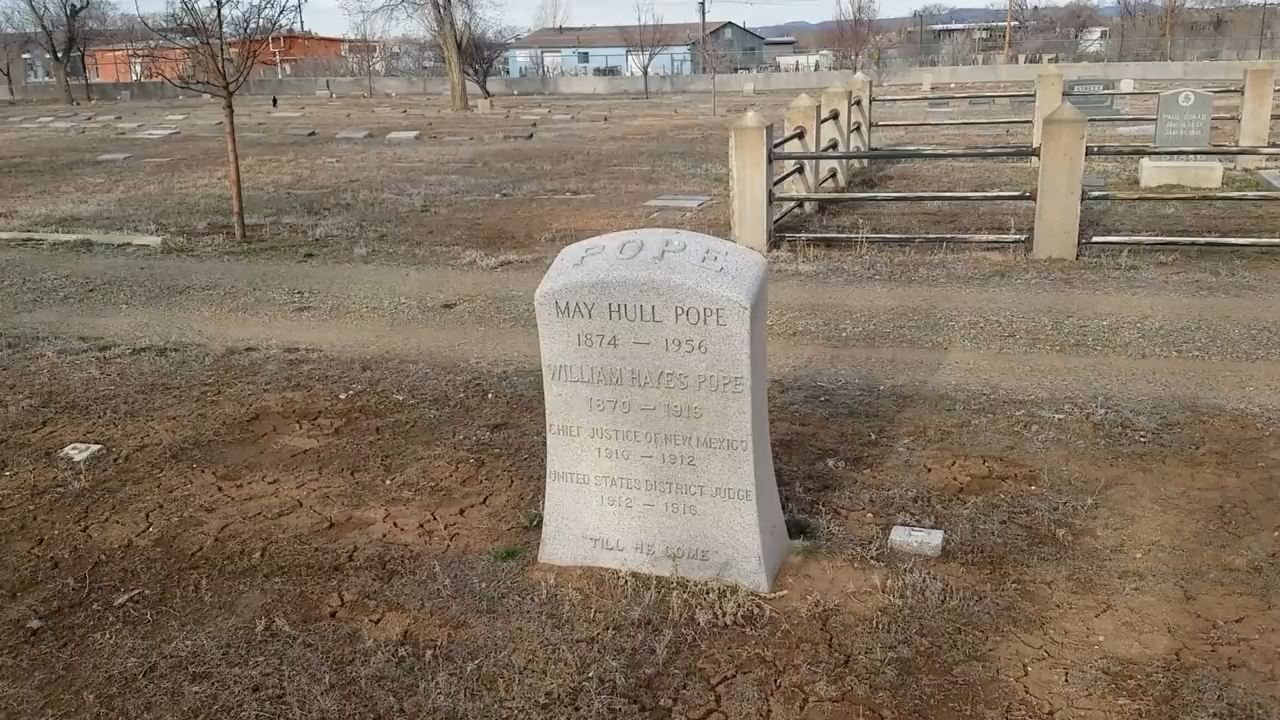 POPE
MAY HULL POPE
1874 — 1956
WILLIAM HAYES POPE
1870 — 1916
CHIEF JUSTICE OF NEW MEXICO
1910 — 1912
UNITED STATES DISTRICT JUDGE
1912 — 1916
"TILL HE COME"